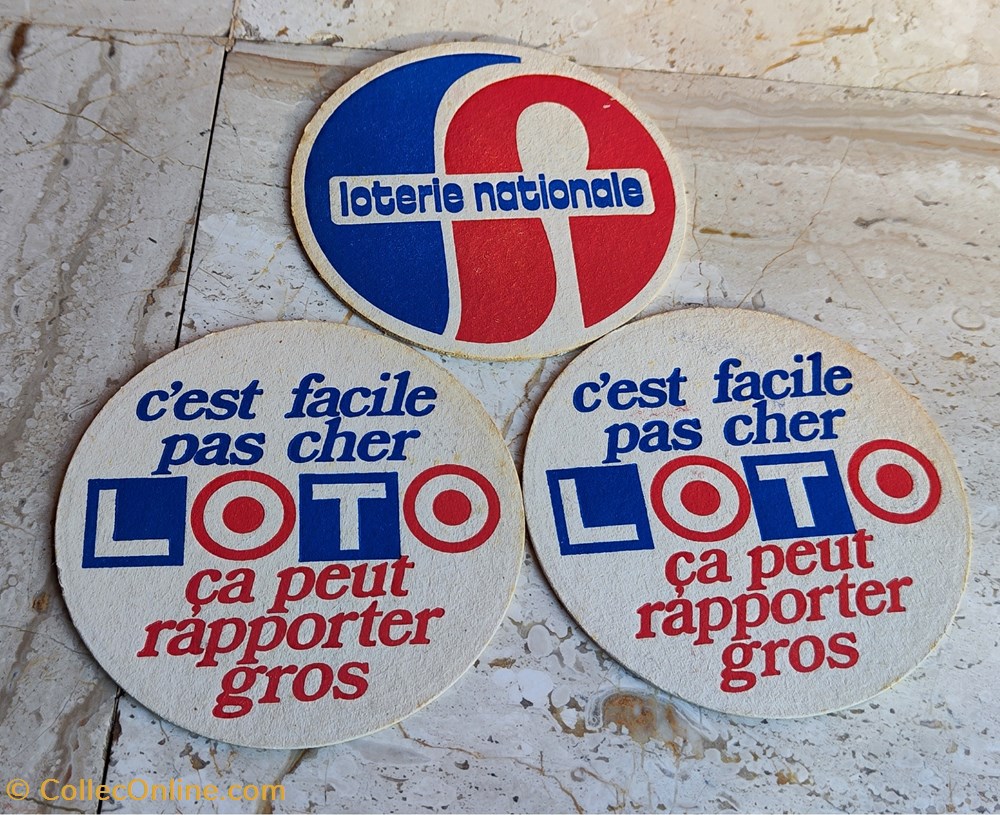 loterie nationale
c'est facile
pas cher
LOTO
ça peut
rapporter
gros
c'est facile
pas cher
LOTO
ça peut
rapporter
gros
© CollecOnline.com